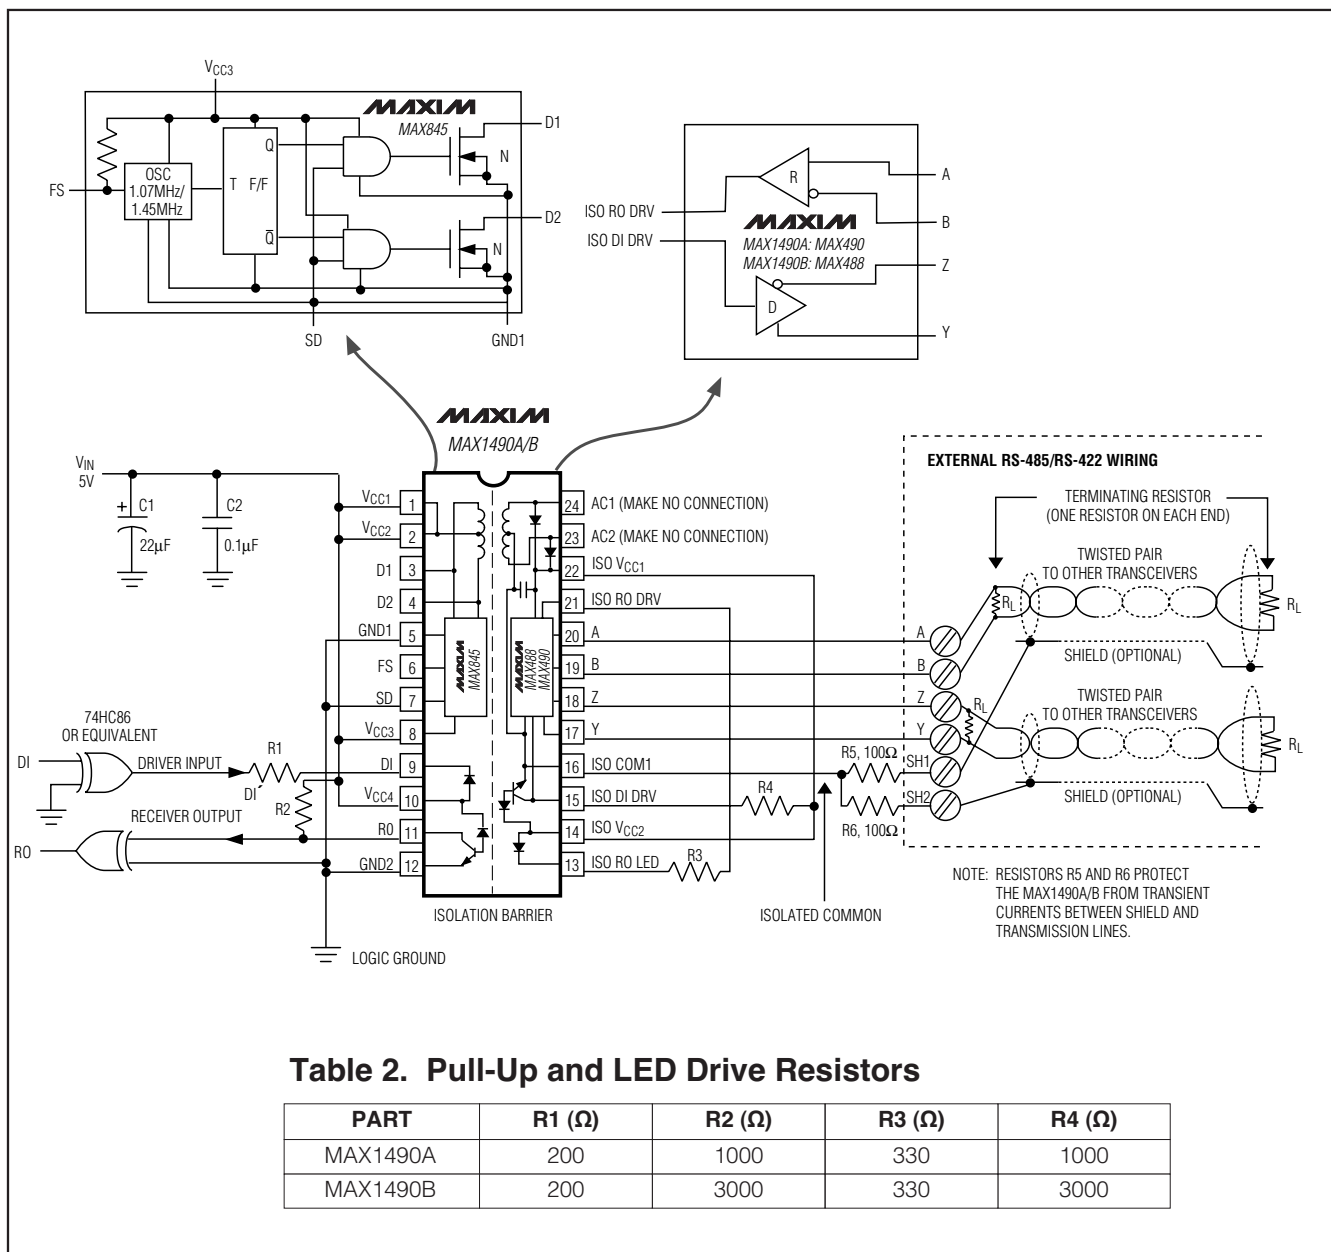 VCC3
MAXIM
MAX845
D1
Q
N
OSC
1.07MHz/
1.45MHz
T F/F
FS
D2
Q̅
N
SD
GND1
R
A
ISO RO DRV
B
MAXIM
ISO DI DRV
MAX1490A: MAX490
MAX1490B: MAX488
Z
D
Y
MAXIM
MAX1490A/B
VIN
5V
+ C1
22µF
C2
0.1µF
VCC1
1
VCC2
2
D1
3
D2
4
GND1
5
FS
6
SD
7
VCC3
8
DI
9
VCC4
10
RO
11
GND2
12
MAXIM
MAX845
MAXIM
MAX488
MAX490
24
AC1 (MAKE NO CONNECTION)
23
AC2 (MAKE NO CONNECTION)
22
ISO VCC1
21
ISO RO DRV
20
A
19
B
18
Z
17
Y
16
ISO COM1
15
ISO DI DRV
14
ISO VCC2
13
ISO RO LED
74HC86
OR EQUIVALENT
DI
DRIVER INPUT
R1
DI′
R2
RECEIVER OUTPUT
RO
ISOLATION BARRIER
LOGIC GROUND
R4
R3
ISOLATED COMMON
R5, 100Ω
R6, 100Ω
EXTERNAL RS-485/RS-422 WIRING
TERMINATING RESISTOR
(ONE RESISTOR ON EACH END)
TWISTED PAIR
TO OTHER TRANSCEIVERS
RL
RL
A
SHIELD (OPTIONAL)
B
Z
RL
TWISTED PAIR
TO OTHER TRANSCEIVERS
Y
RL
SH1
SHIELD (OPTIONAL)
SH2
NOTE: RESISTORS R5 AND R6 PROTECT
THE MAX1490A/B FROM TRANSIENT
CURRENTS BETWEEN SHIELD AND
TRANSMISSION LINES.
Table 2. Pull-Up and LED Drive Resistors
PART R1 (Ω) R2 (Ω) R3 (Ω) R4 (Ω)
MAX1490A 200 1000 330 1000
MAX1490B 200 3000 330 3000